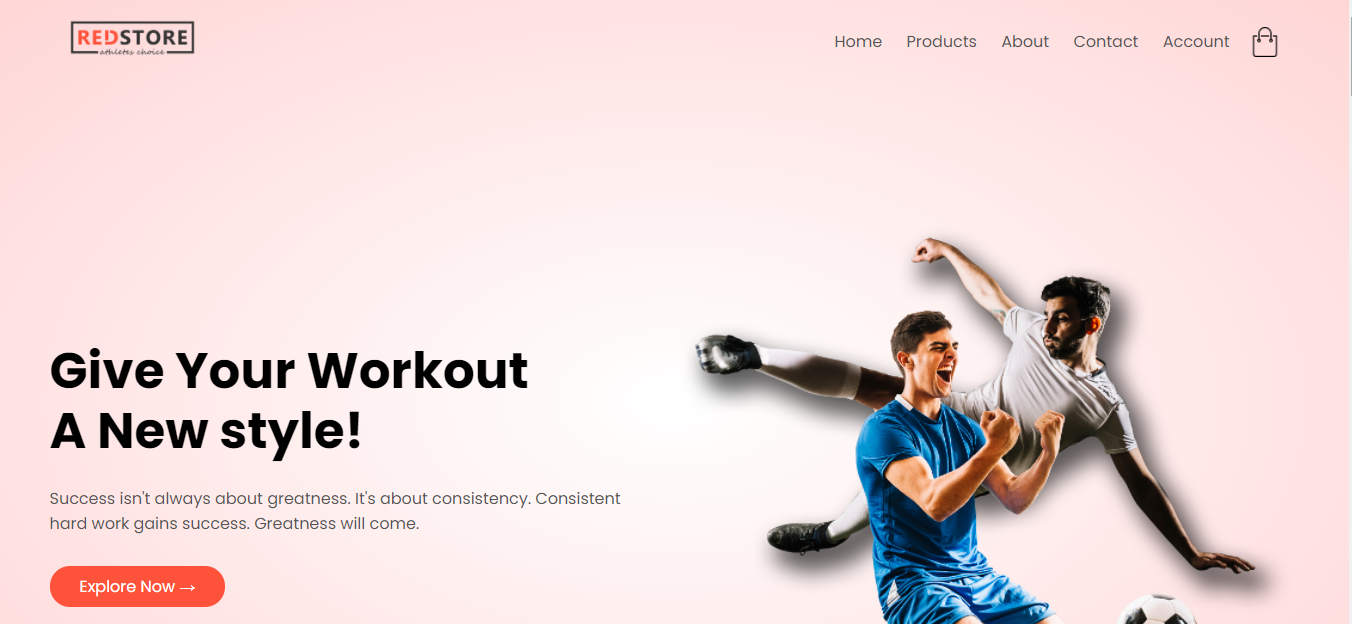 REDSTORE
athletes choice
Home Products About Contact Account
Give Your Workout
A New style!
Success isn't always about greatness. It's about consistency. Consistent
hard work gains success. Greatness will come.
Explore Now →